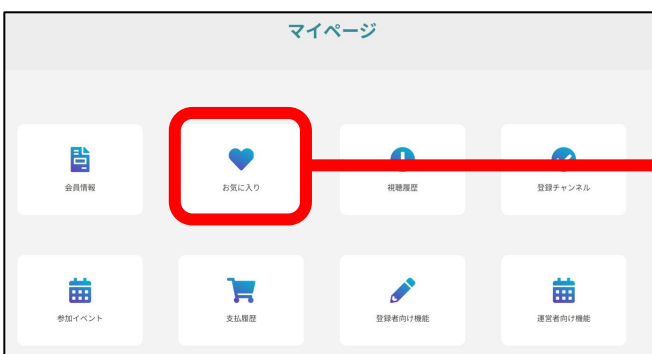 マイページ
会員情報
お気に入り
視聴履歴
登録チャンネル
参加イベント
支払履歴
登録者向け機能
運営者向け機能